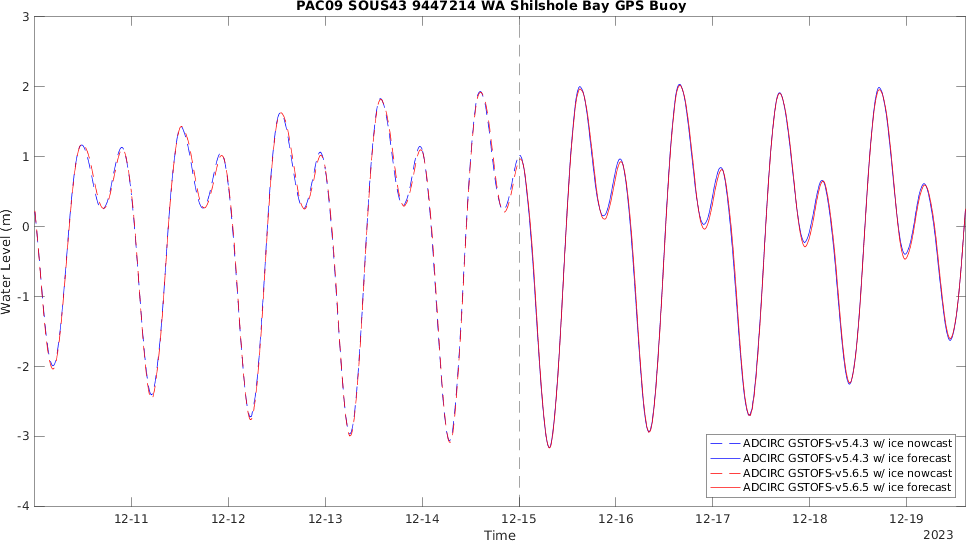 PAC09 SOUS43 9447214 WA Shilshole Bay GPS Buoy
3
2
1
0
-1
-2
-3
-4
Water Level (m)
ADCIRC GSTOFS-v5.4.3 w/ ice nowcast
ADCIRC GSTOFS-v5.4.3 w/ ice forecast
ADCIRC GSTOFS-v5.6.5 w/ ice nowcast
ADCIRC GSTOFS-v5.6.5 w/ ice forecast
12-11 12-12 12-13 12-14 12-15 12-16 12-17 12-18 12-19
Time
2023